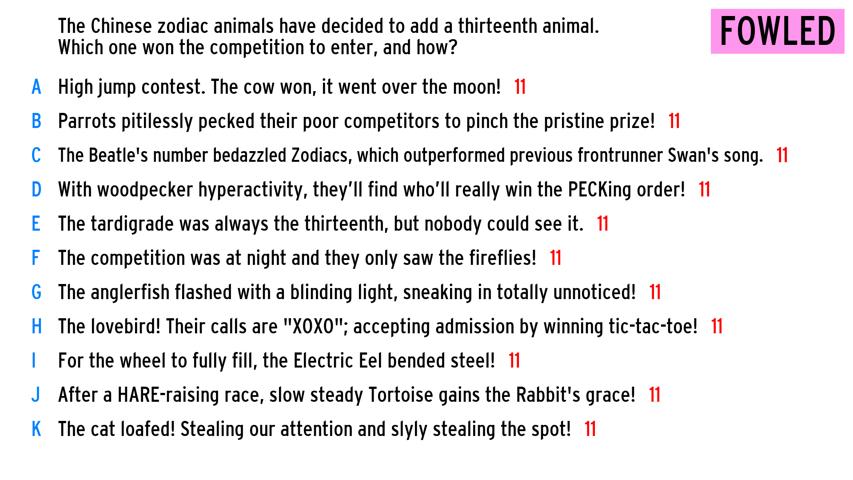 The Chinese zodiac animals have decided to add a thirteenth animal.
Which one won the competition to enter, and how?
FOWLED
A High jump contest. The cow won, it went over the moon! 11
B Parrots pitilessly pecked their poor competitors to pinch the pristine prize! 11
C The Beatle's number bedazzled Zodiacs, which outperformed previous frontrunner Swan's song. 11
D With woodpecker hyperactivity, they'll find who'll really win the PECKing order! 11
E The tardigrade was always the thirteenth, but nobody could see it. 11
F The competition was at night and they only saw the fireflies! 11
G The anglerfish flashed with a blinding light, sneaking in totally unnoticed! 11
H The lovebird! Their calls are "XOXO"; accepting admission by winning tic-tac-toe! 11
I For the wheel to fully fill, the Electric Eel bended steel! 11
J After a HARE-raising race, slow steady Tortoise gains the Rabbit's grace! 11
K The cat loafed! Stealing our attention and slyly stealing the spot! 11